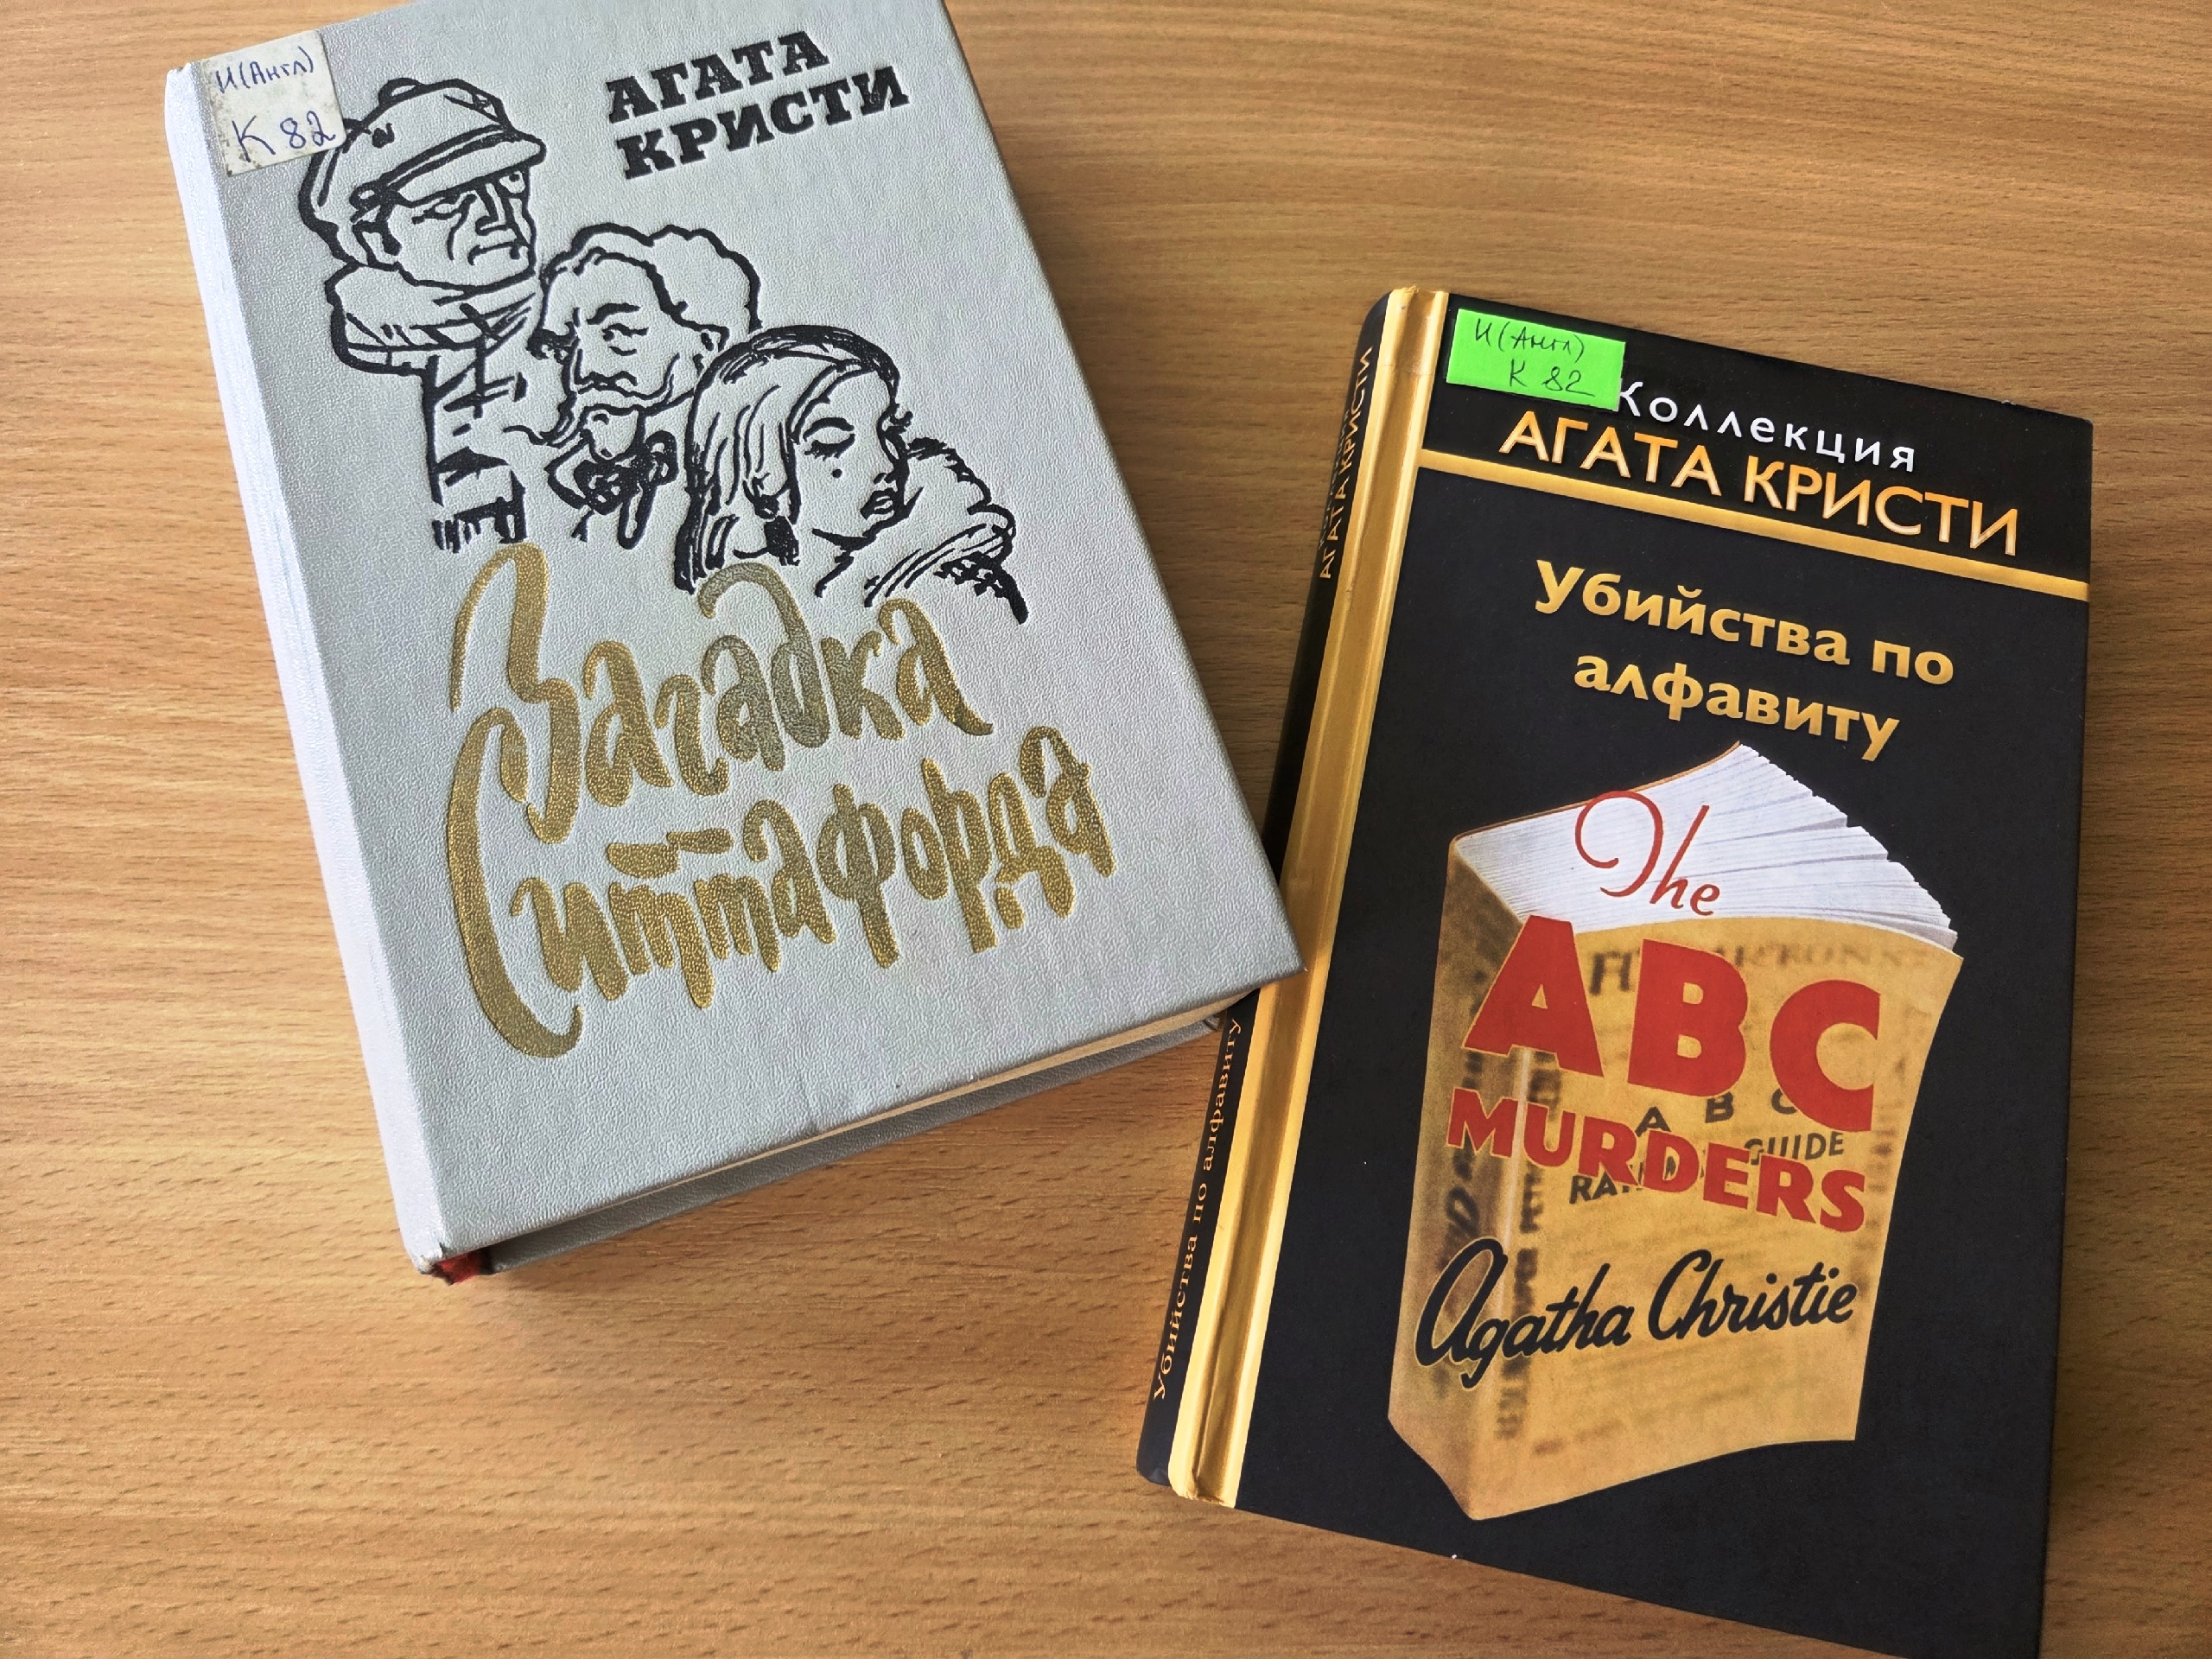 И(Англ)
К 82
АГАТА
КРИСТИ
Загадка
Ситтафорда
И(Англ)
К 82
Коллекция
АГАТА КРИСТИ
Убийства по
алфавиту
The
ABC
MURDERS
A B C
GUIDE
Agatha Christie
АГАТА КРИСТИ
Убийства по алфавиту